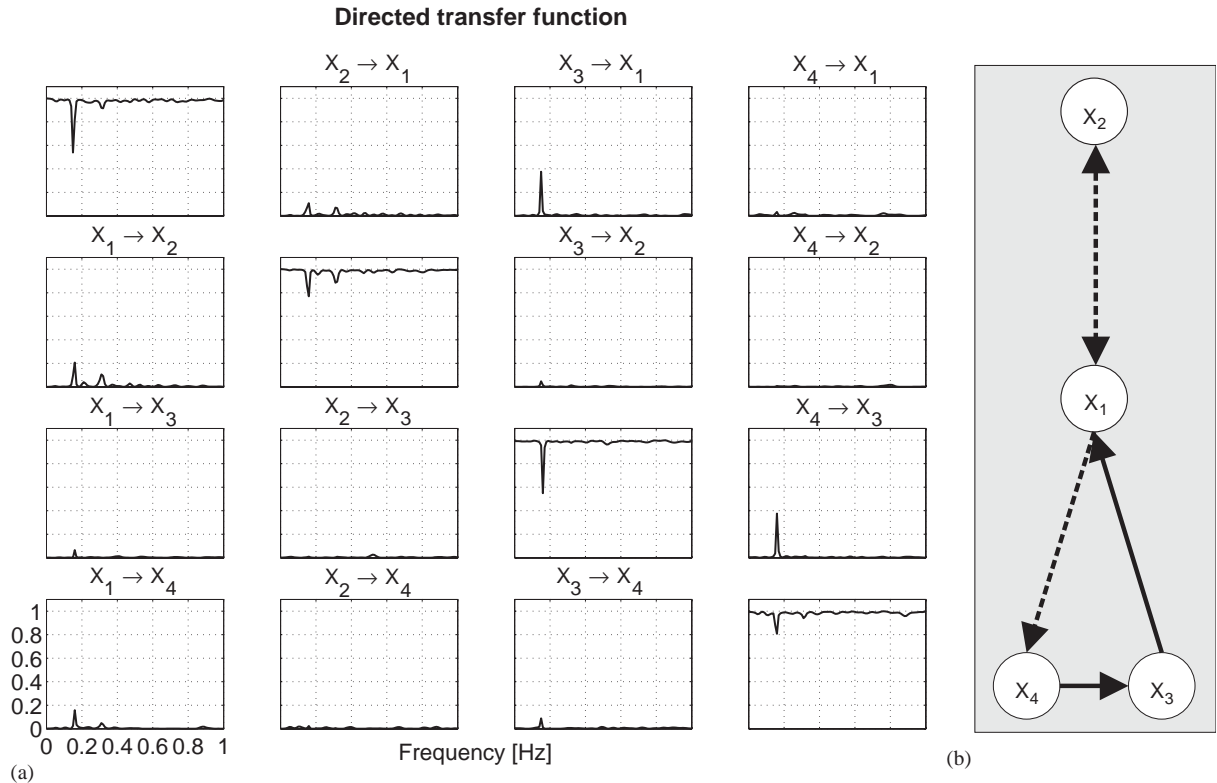 Directed transfer function
X2 → X1
X3 → X1
X4 → X1
X1 → X2
X3 → X2
X4 → X2
X1 → X3
X2 → X3
X4 → X3
X1 → X4
X2 → X4
X3 → X4
1
0.8
0.6
0.4
0.2
0
0 0.2 0.4 0.6 0.8 1
Frequency [Hz]
(a)
X2
X1
X4
X3
(b)